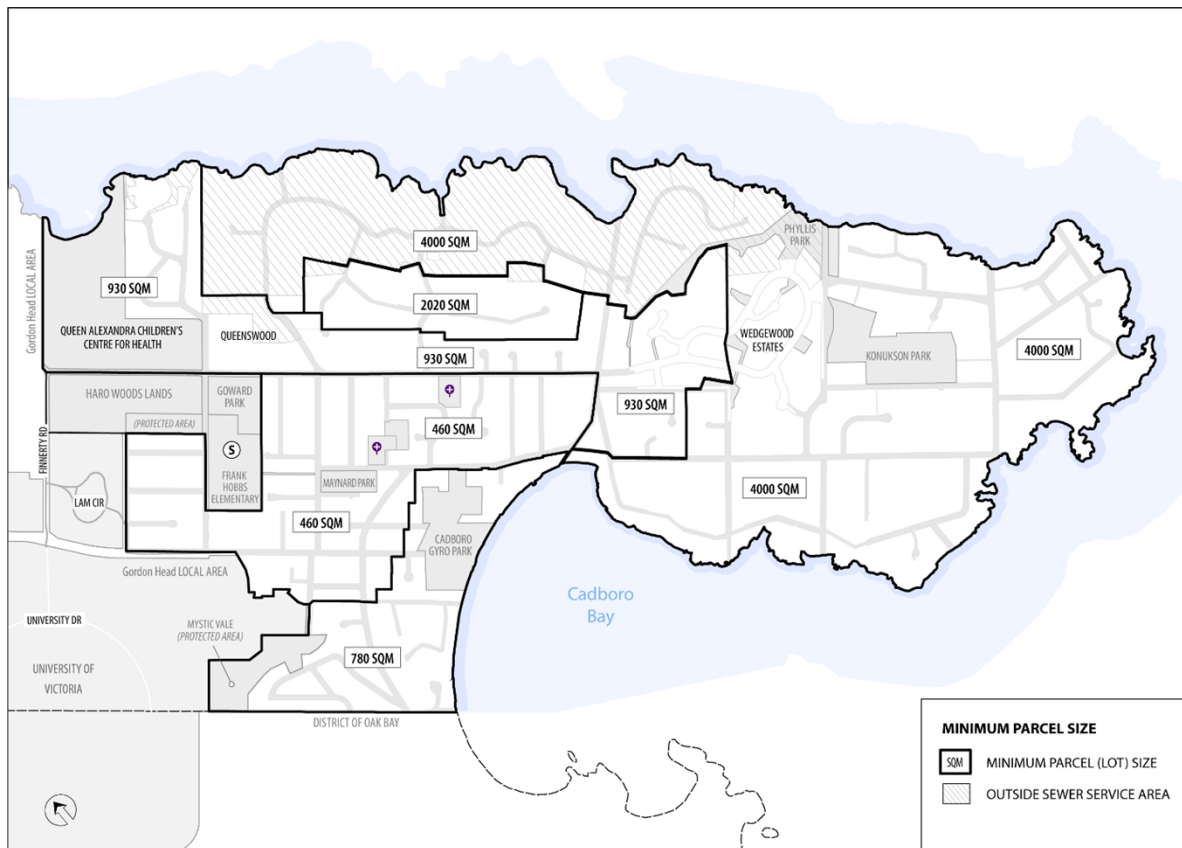 PHYLLIS
PARK
4000 SQM
Gordon Head LOCAL AREA
930 SQM
2020 SQM
QUEEN ALEXANDRA CHILDREN'S
CENTRE FOR HEALTH
QUEENSWOOD
WEDGEWOOD
ESTATES
KONUKSON PARK
4000 SQM
930 SQM
HARO WOODS LANDS
(PROTECTED AREA)
GOWARD
PARK
930 SQM
460 SQM
FINNERTY RD
S
FRANK
HOBBS
ELEMENTARY
MAYNARD PARK
LAM CIR
460 SQM
4000 SQM
CADBORO
GYRO PARK
Gordon Head LOCAL AREA
Cadboro
Bay
UNIVERSITY DR
MYSTIC VALE
(PROTECTED AREA)
780 SQM
UNIVERSITY OF
VICTORIA
DISTRICT OF OAK BAY
MINIMUM PARCEL SIZE
SQM MINIMUM PARCEL (LOT) SIZE
OUTSIDE SEWER SERVICE AREA